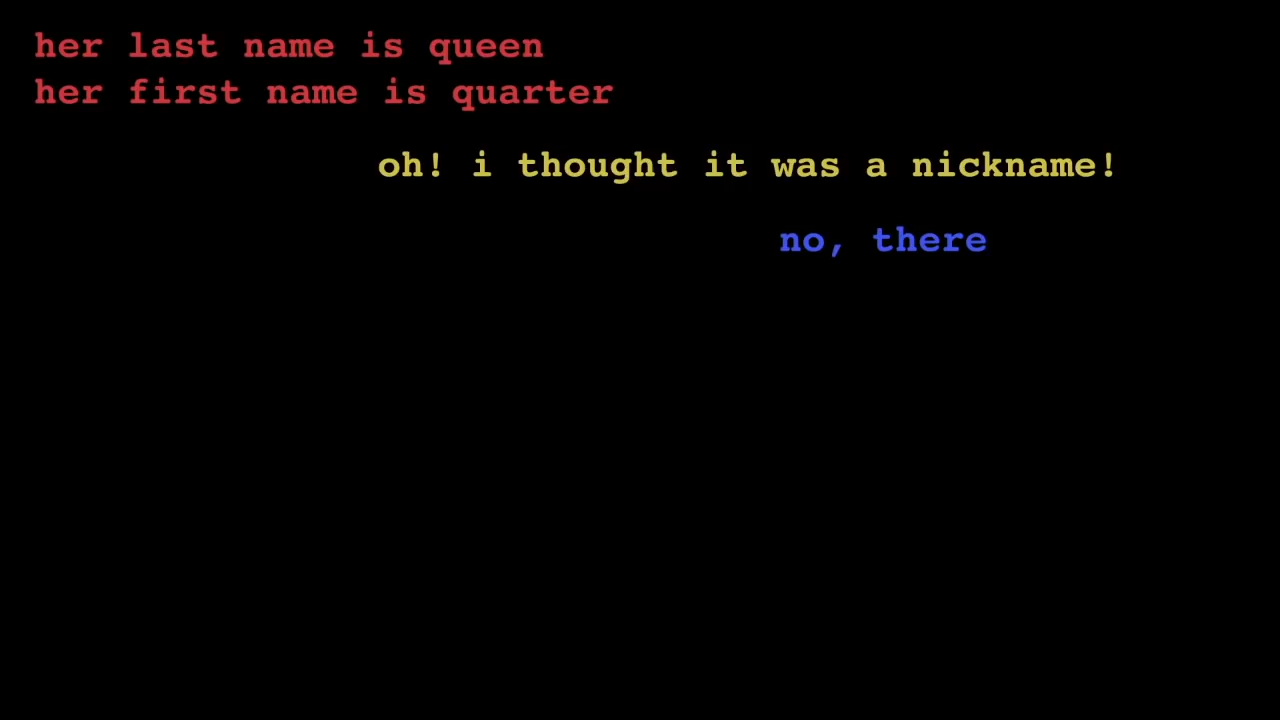 her last name is queen
her first name is quarter
oh! i thought it was a nickname!
no, there